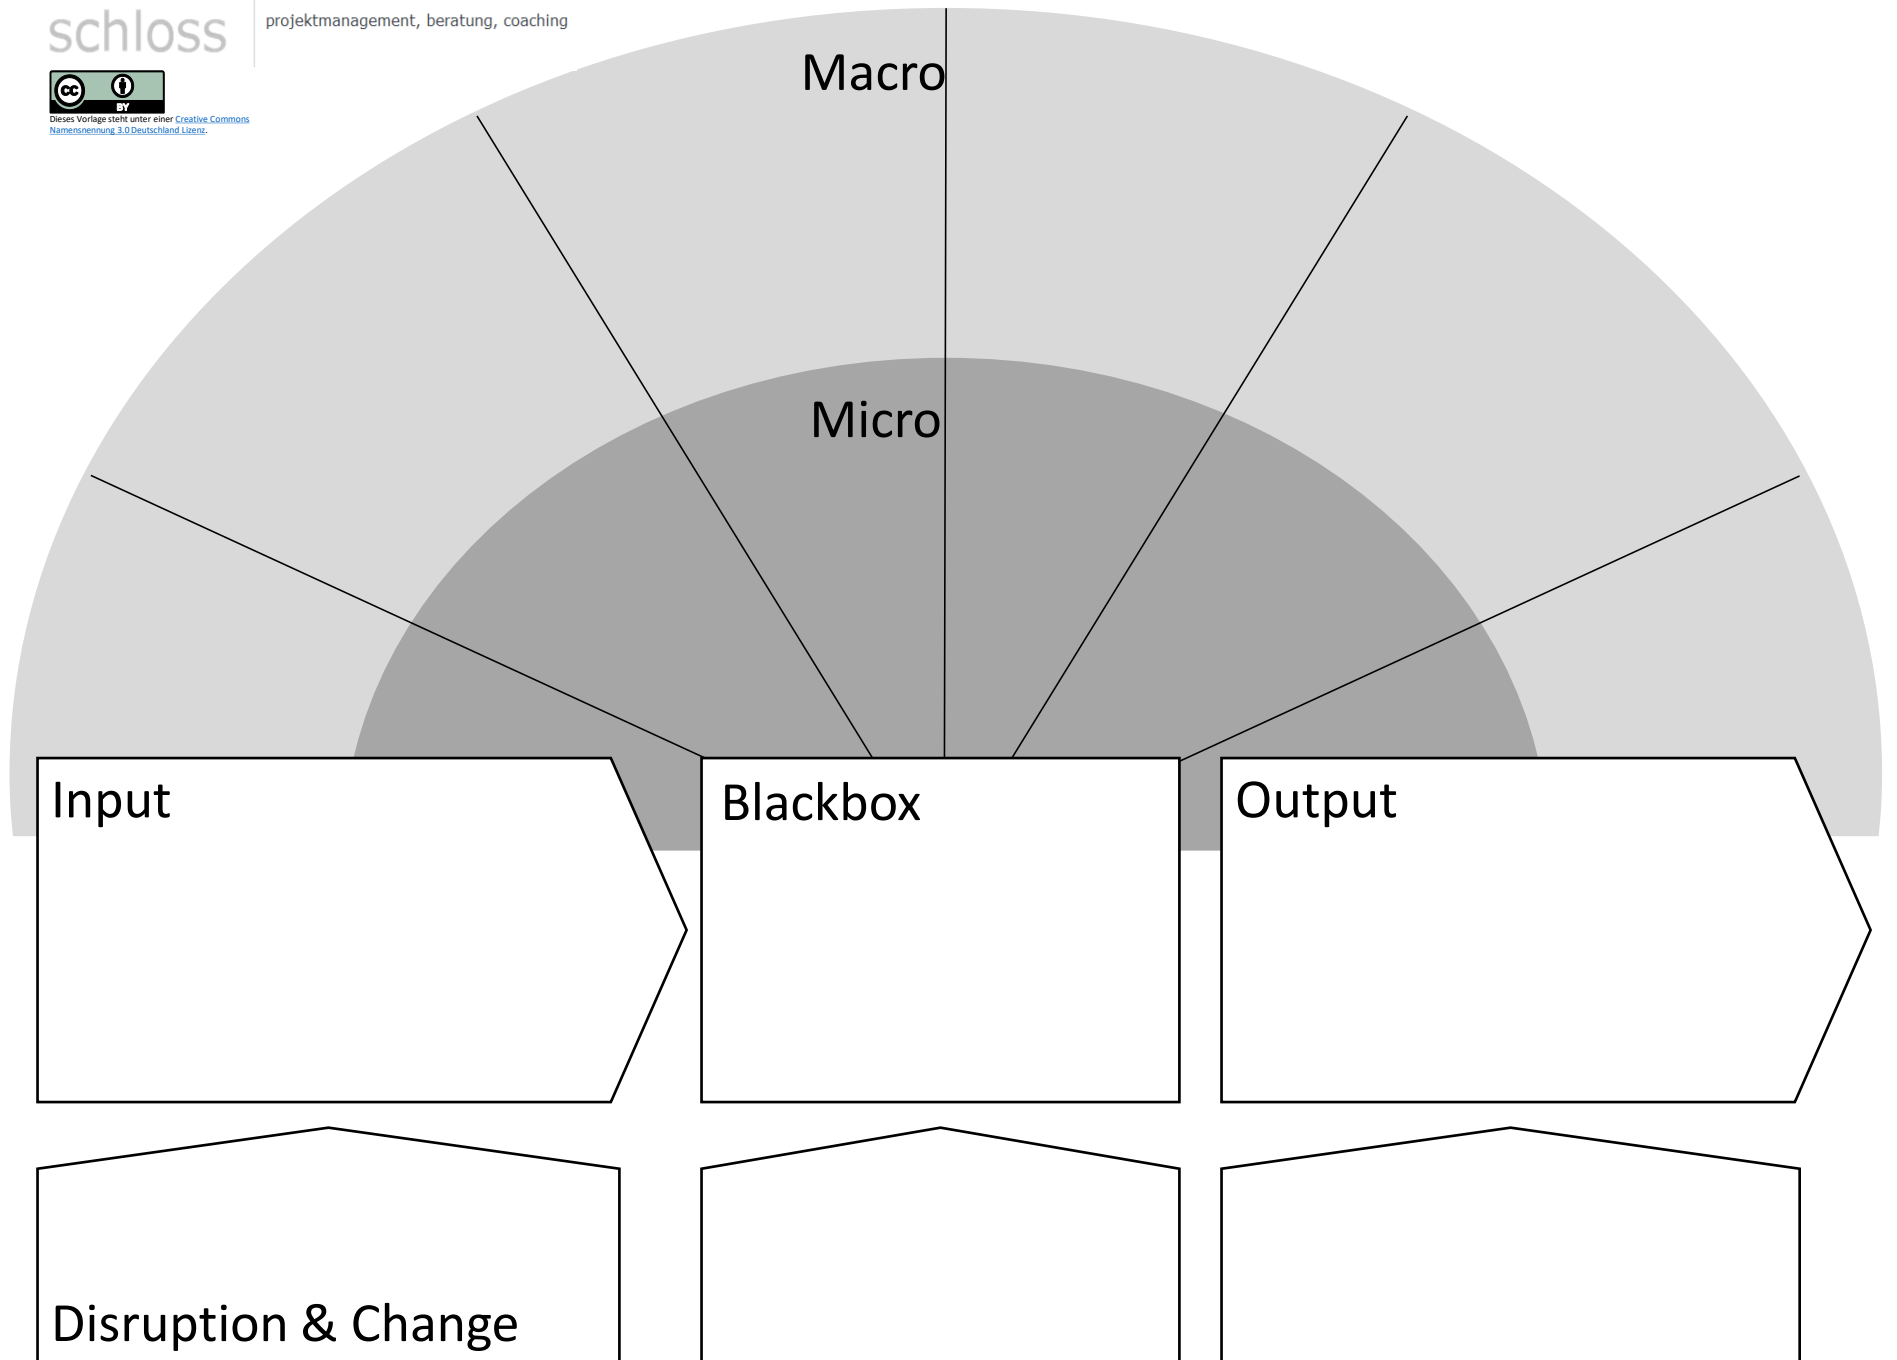 schloss
projektmanagement, beratung, coaching
cc
BY
Dieses Vorlage steht unter einer Creative Commons
Namensnennung 3.0 Deutschland Lizenz.
Macro
Micro
Input
Blackbox
Output
Disruption & Change